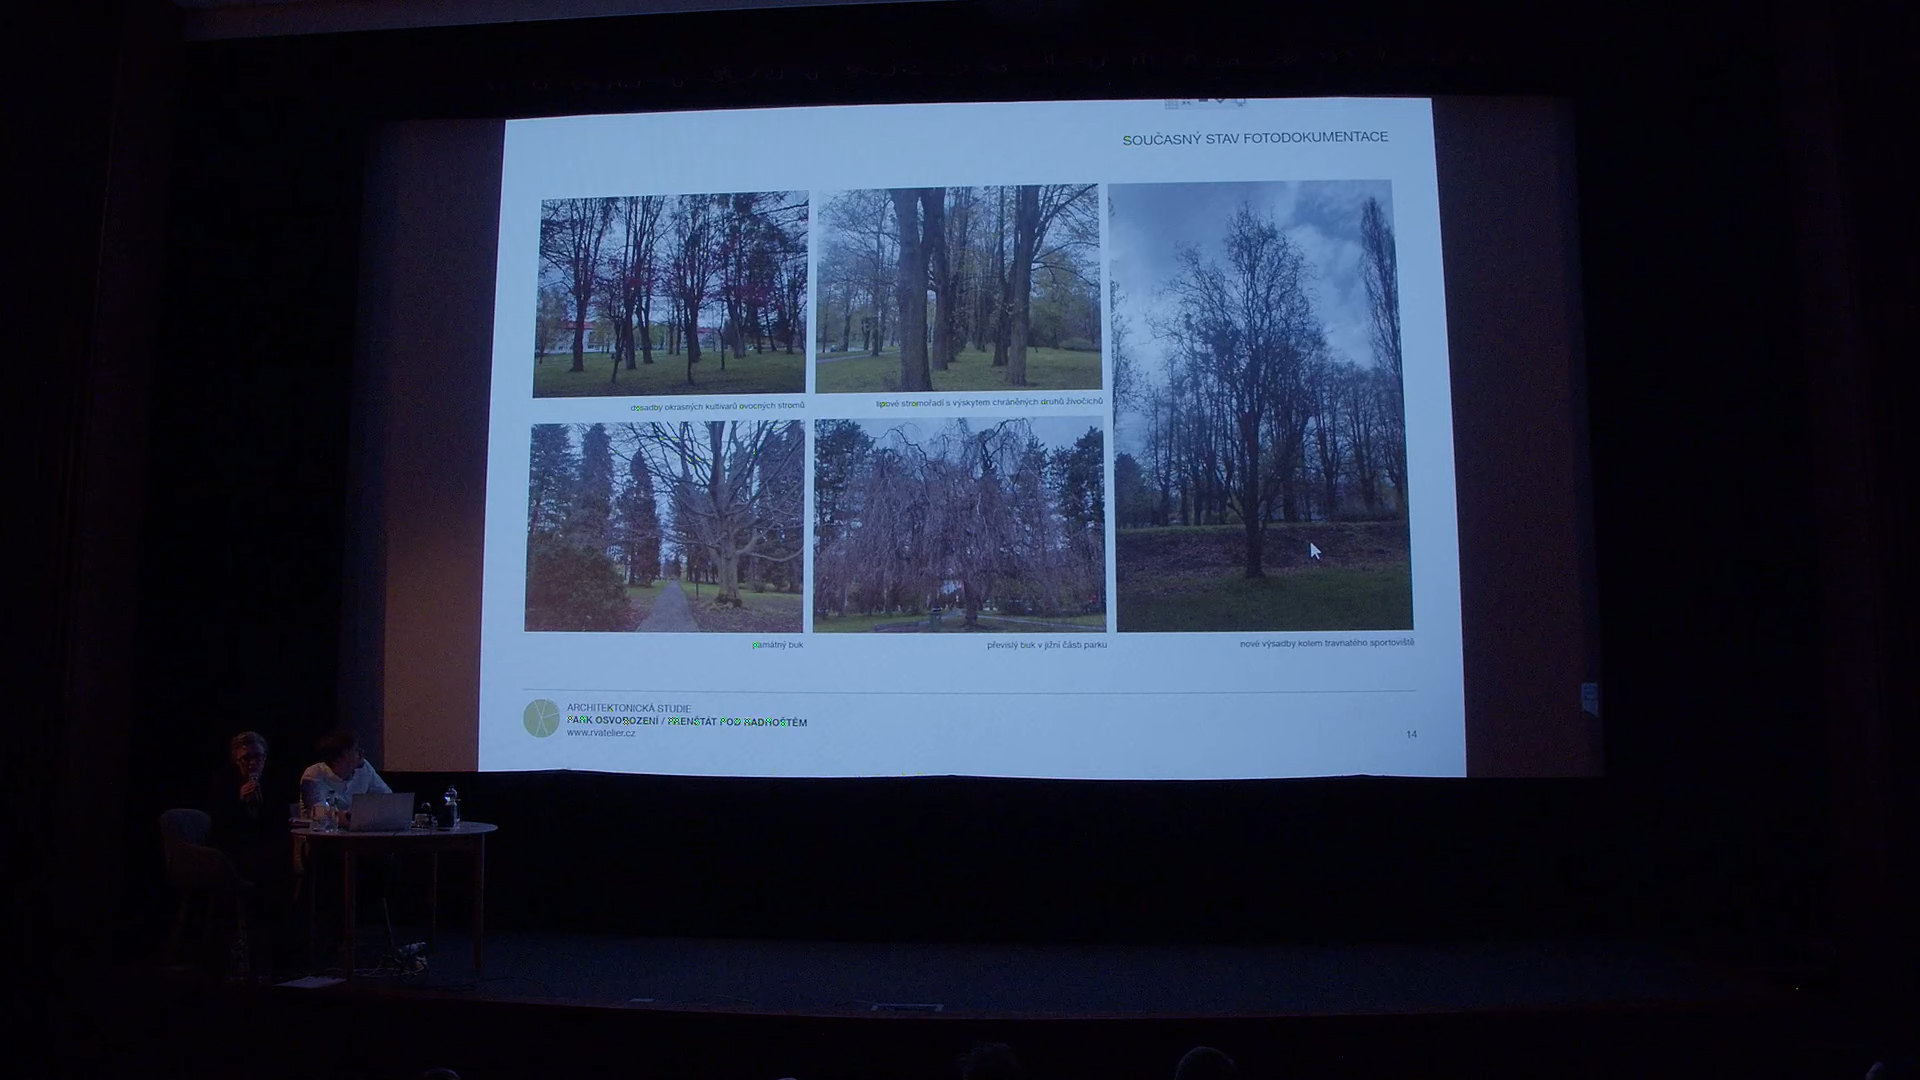 SOUČASNÝ STAV FOTODOKUMENTACE
dosadby okrasných kultivarů ovocných stromů
lipové stromořadí s výskytem chráněných druhů živočichů
památný buk
převislý buk v jižní části parku
nové výsadby kolem travnatého sportoviště
ARCHITEKTONICKÁ STUDIE
PARK OSVOBOZENÍ / FRENŠTÁT POD RADHOŠTĚM
www.rvatelier.cz
14